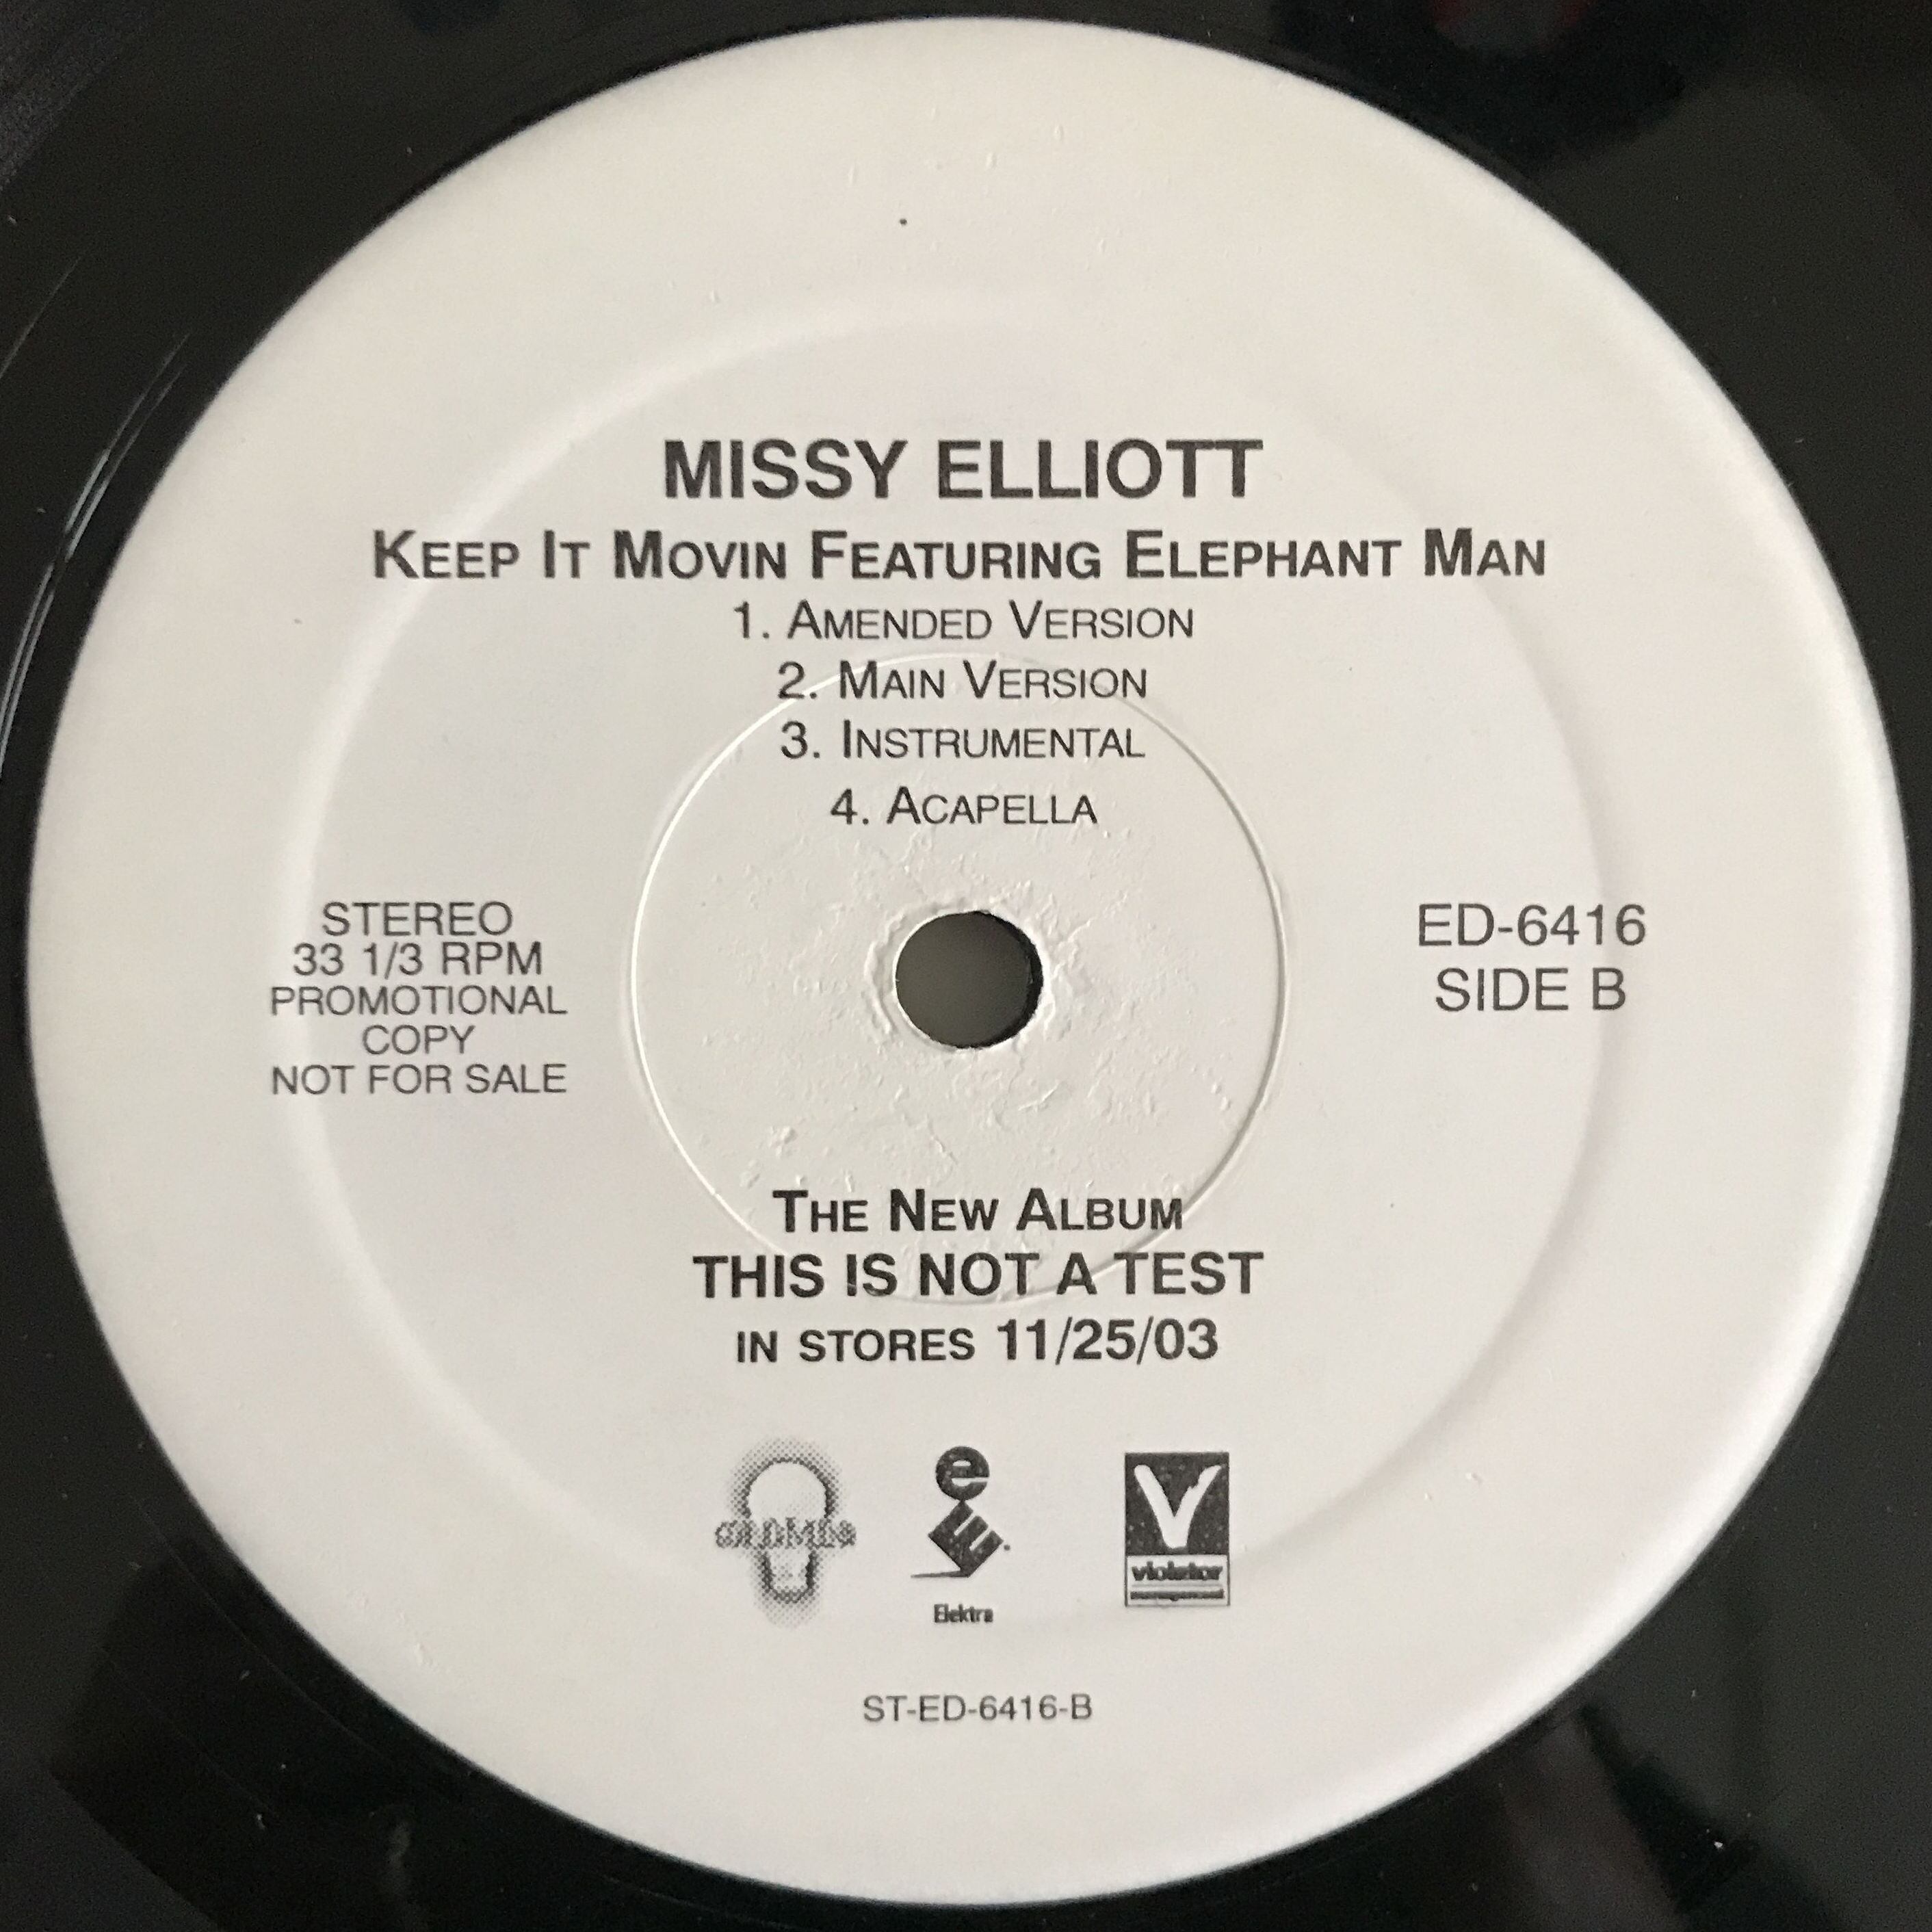 MISSY ELLIOTT
KEEP IT MOVIN FEATURING ELEPHANT MAN
1. AMENDED VERSION
2. MAIN VERSION
3. INSTRUMENTAL
4. ACAPELLA
STEREO
33 1/3 RPM
PROMOTIONAL
COPY
NOT FOR SALE
ED-6416
SIDE B
THE NEW ALBUM
THIS IS NOT A TEST
IN STORES 11/25/03
e
E
Elektra
V
violator
management
ST-ED-6416-B